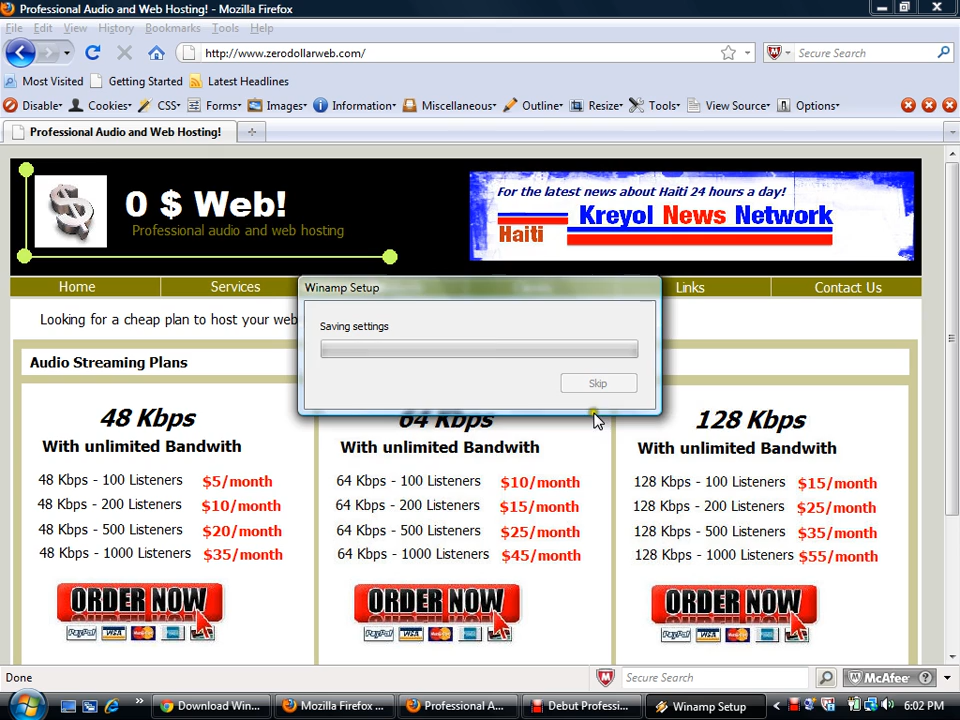 Professional Audio and Web Hosting! - Mozilla Firefox
File Edit View History Bookmarks Tools Help
http://www.zerodollarweb.com/
Secure Search
Most Visited Getting Started Latest Headlines
Disable Cookies CSS Forms Images Information Miscellaneous Outline Resize Tools View Source Options
Professional Audio and Web Hosting!
0 $ Web!
Professional audio and web hosting
For the latest news about Haiti 24 hours a day!
Kreyol News Network
Haiti
Home Services Links Contact Us
Winamp Setup
Saving settings
Skip
Looking for a cheap plan to host your web
Audio Streaming Plans
48 Kbps
With unlimited Bandwith
48 Kbps - 100 Listeners $5/month
48 Kbps - 200 Listeners $10/month
48 Kbps - 500 Listeners $20/month
48 Kbps - 1000 Listeners $35/month
ORDER NOW
PayPal VISA
64 Kbps
With unlimited Bandwith
64 Kbps - 100 Listeners $10/month
64 Kbps - 200 Listeners $15/month
64 Kbps - 500 Listeners $25/month
64 Kbps - 1000 Listeners $45/month
ORDER NOW
PayPal VISA
128 Kbps
With unlimited Bandwith
128 Kbps - 100 Listeners $15/month
128 Kbps - 200 Listeners $25/month
128 Kbps - 500 Listeners $35/month
128 Kbps - 1000 Listeners $55/month
ORDER NOW
PayPal VISA
Done
Secure Search
McAfee
Download Win... Mozilla Firefox ... Professional A... Debut Professi... Winamp Setup 6:02 PM